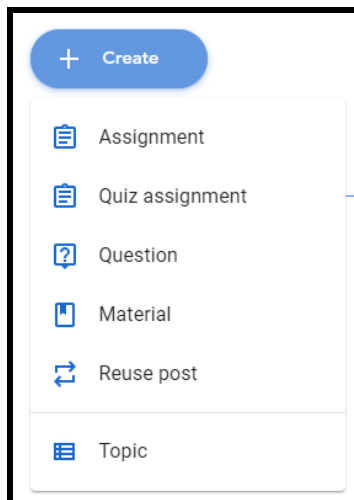 Create
Assignment
Quiz assignment
Question
Material
Reuse post
Topic